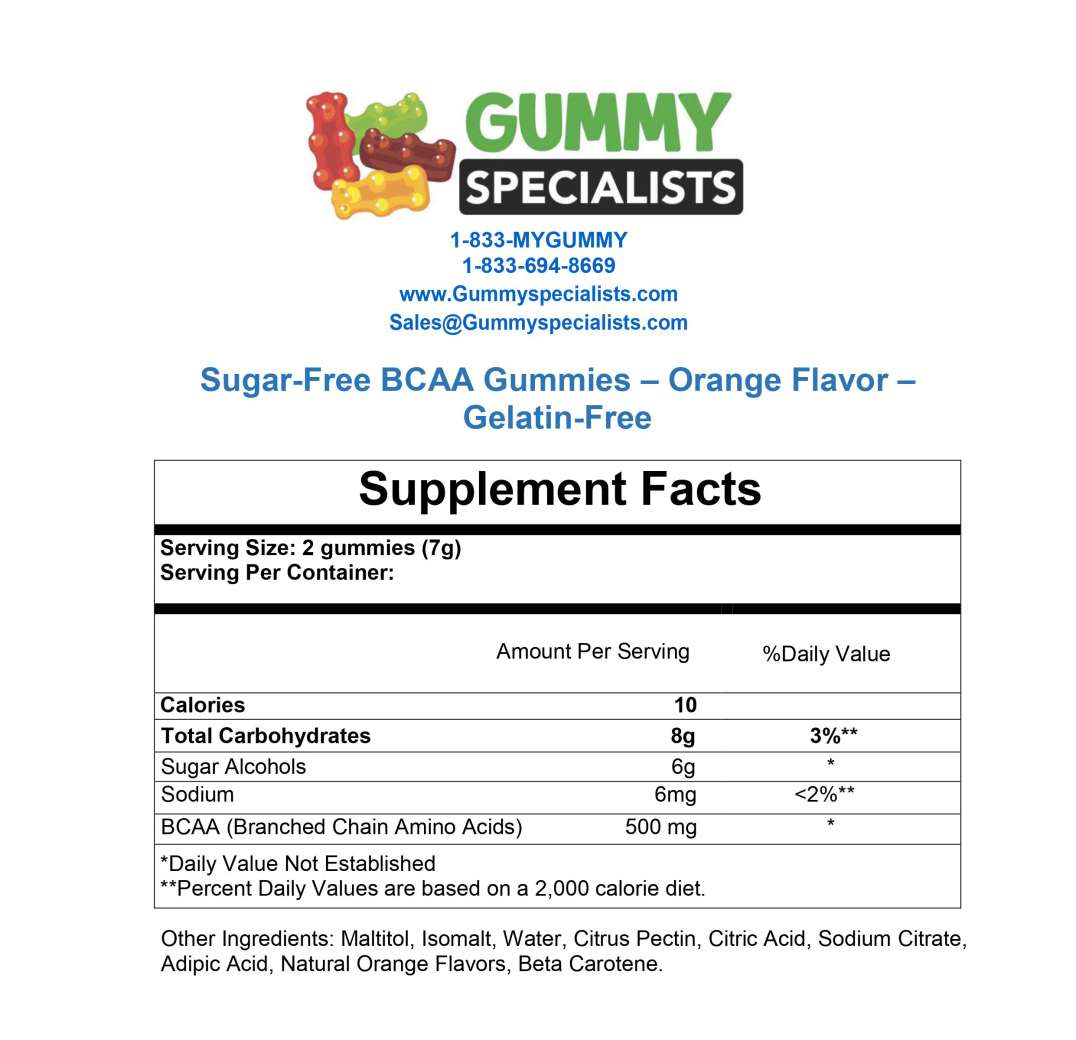 GUMMY
SPECIALISTS
1-833-MYGUMMY
1-833-694-8669
www.Gummyspecialists.com
Sales@Gummyspecialists.com
Sugar-Free BCAA Gummies – Orange Flavor –
Gelatin-Free
Supplement Facts
Serving Size: 2 gummies (7g)
Serving Per Container:
Amount Per Serving %Daily Value
Calories 10
Total Carbohydrates 8g 3%**
Sugar Alcohols 6g *
Sodium 6mg <2%**
BCAA (Branched Chain Amino Acids) 500 mg *
*Daily Value Not Established
**Percent Daily Values are based on a 2,000 calorie diet.
Other Ingredients: Maltitol, Isomalt, Water, Citrus Pectin, Citric Acid, Sodium Citrate,
Adipic Acid, Natural Orange Flavors, Beta Carotene.